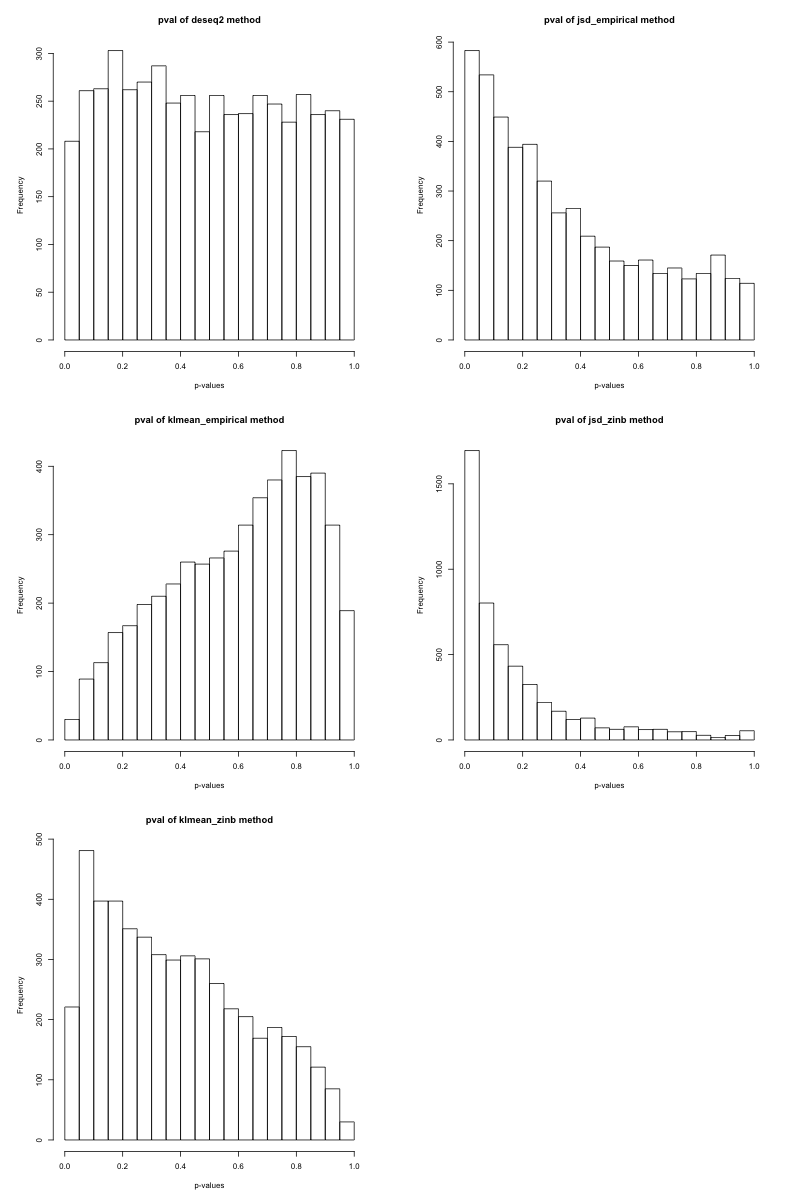 pval of deseq2 method
Frequency
300
250
200
150
100
50
0
0.0 0.2 0.4 0.6 0.8 1.0
p-values
pval of jsd_empirical method
Frequency
600
500
400
300
200
100
0
0.0 0.2 0.4 0.6 0.8 1.0
p-values
pval of klmean_empirical method
Frequency
400
300
200
100
0
0.0 0.2 0.4 0.6 0.8 1.0
p-values
pval of jsd_zinb method
Frequency
1500
1000
500
0
0.0 0.2 0.4 0.6 0.8 1.0
p-values
pval of klmean_zinb method
Frequency
500
400
300
200
100
0
0.0 0.2 0.4 0.6 0.8 1.0
p-values